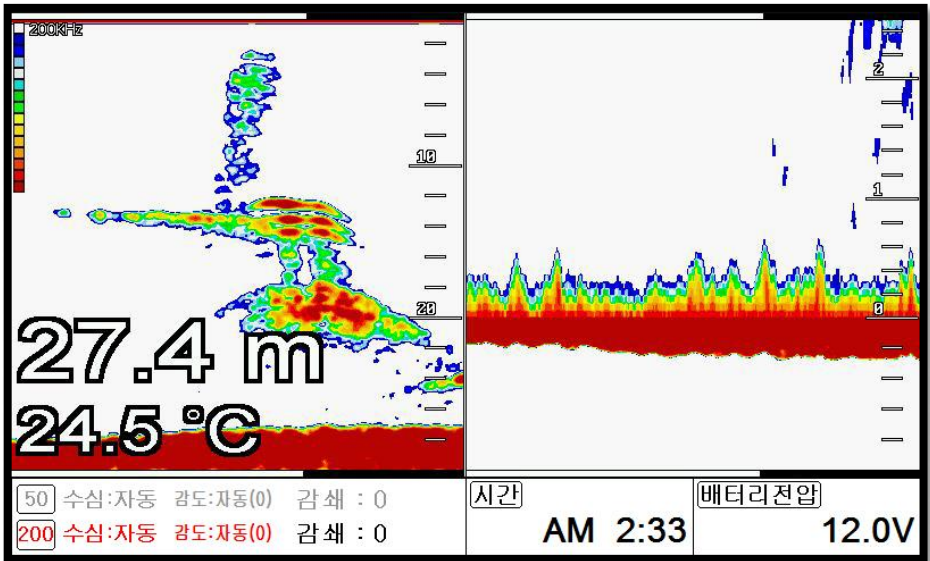 200KHz
10
20
27.4 m
24.5 °C
2
1
0
50 수심:자동 감도:자동(0) 감쇄 : 0
200 수심:자동 감도:자동(0) 감쇄 : 0
시간
AM 2:33
배터리전압
12.0V